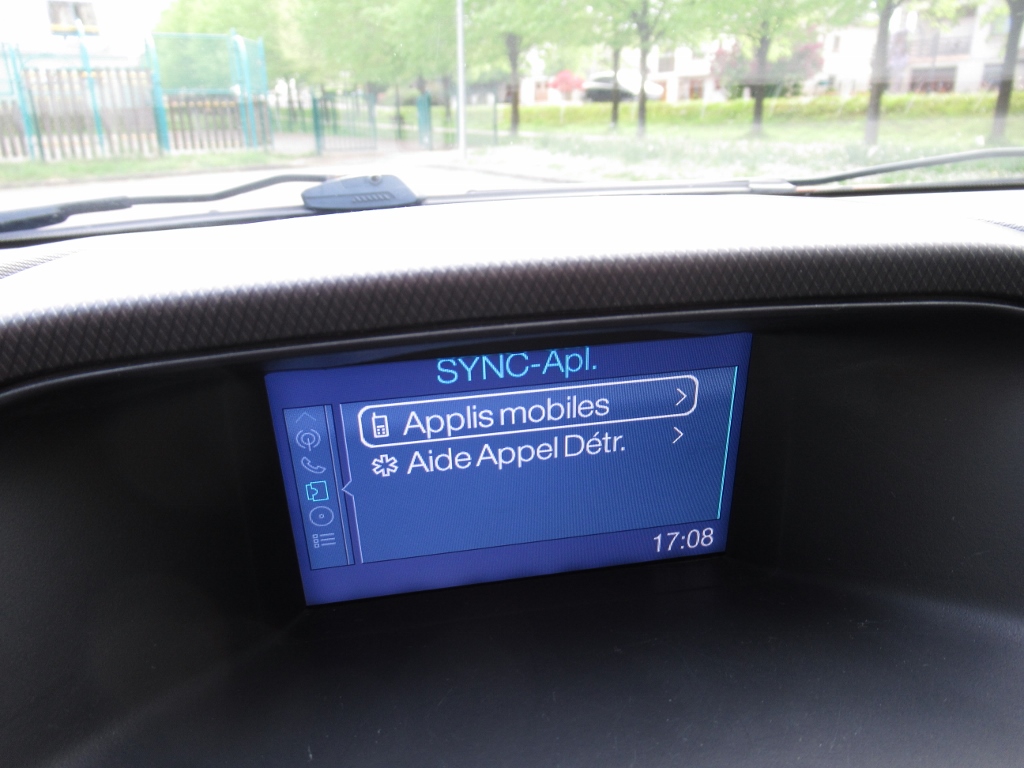 SYNC-Apl.
Applis mobiles
Aide Appel Détr.
17:08